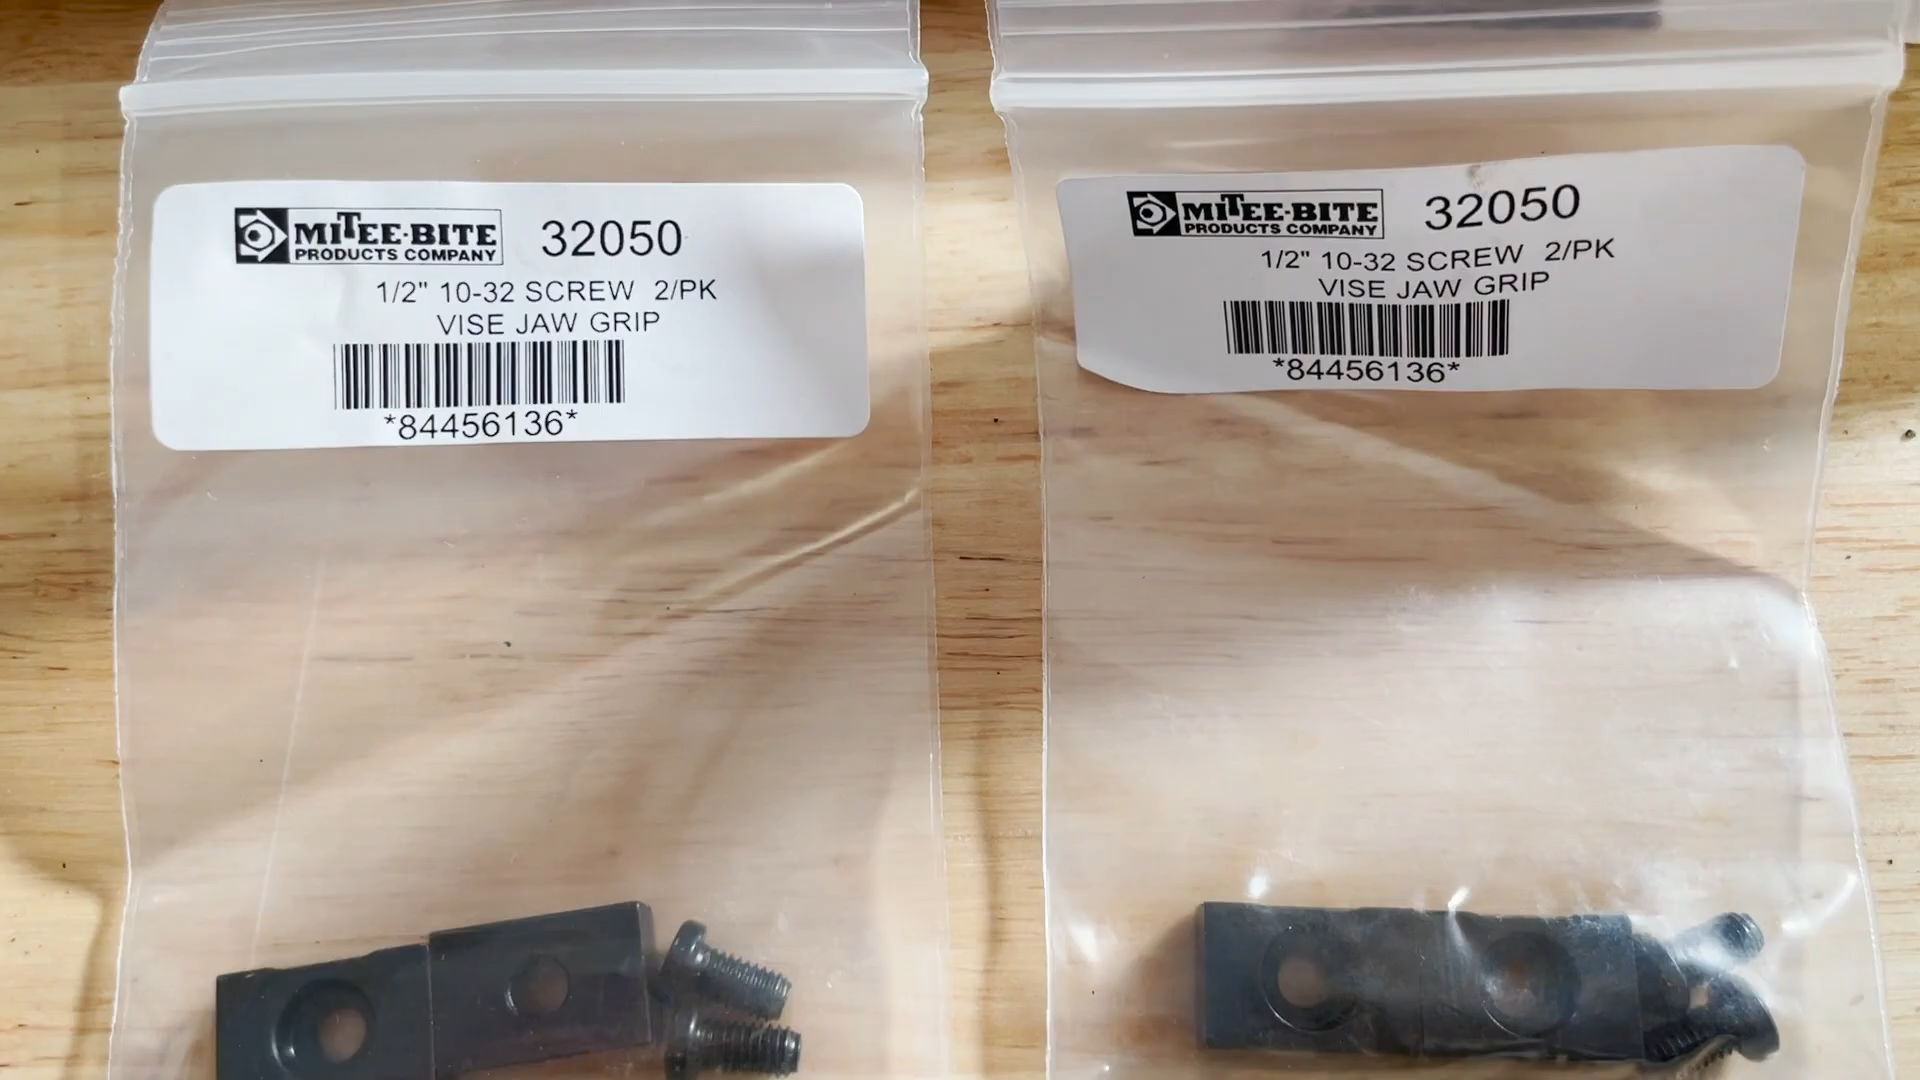 MITEE-BITE
PRODUCTS COMPANY
32050
1/2" 10-32 SCREW 2/PK
VISE JAW GRIP
*84456136*
MITEE-BITE
PRODUCTS COMPANY
32050
1/2" 10-32 SCREW 2/PK
VISE JAW GRIP
*84456136*